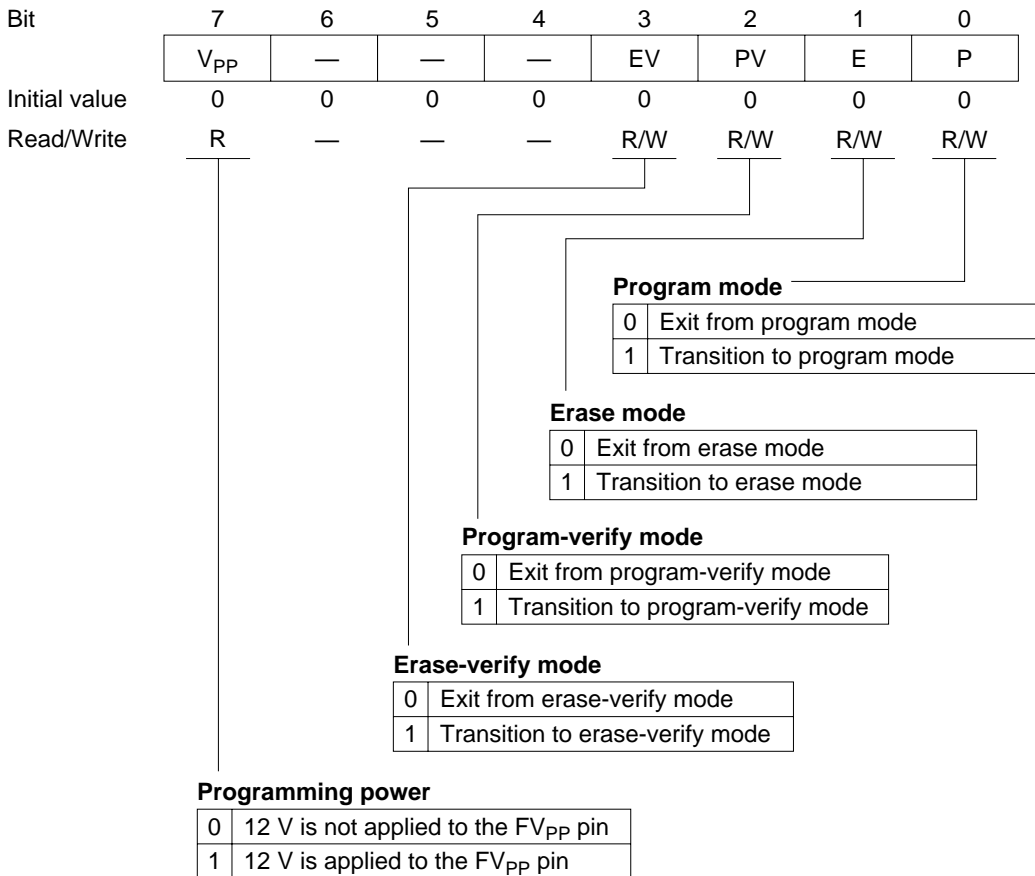 Bit 7 6 5 4 3 2 1 0
VPP — — — EV PV E P
Initial value 0 0 0 0 0 0 0 0
Read/Write R — — — R/W R/W R/W R/W
Program mode
0 Exit from program mode
1 Transition to program mode
Erase mode
0 Exit from erase mode
1 Transition to erase mode
Program-verify mode
0 Exit from program-verify mode
1 Transition to program-verify mode
Erase-verify mode
0 Exit from erase-verify mode
1 Transition to erase-verify mode
Programming power
0 12 V is not applied to the FVPP pin
1 12 V is applied to the FVPP pin